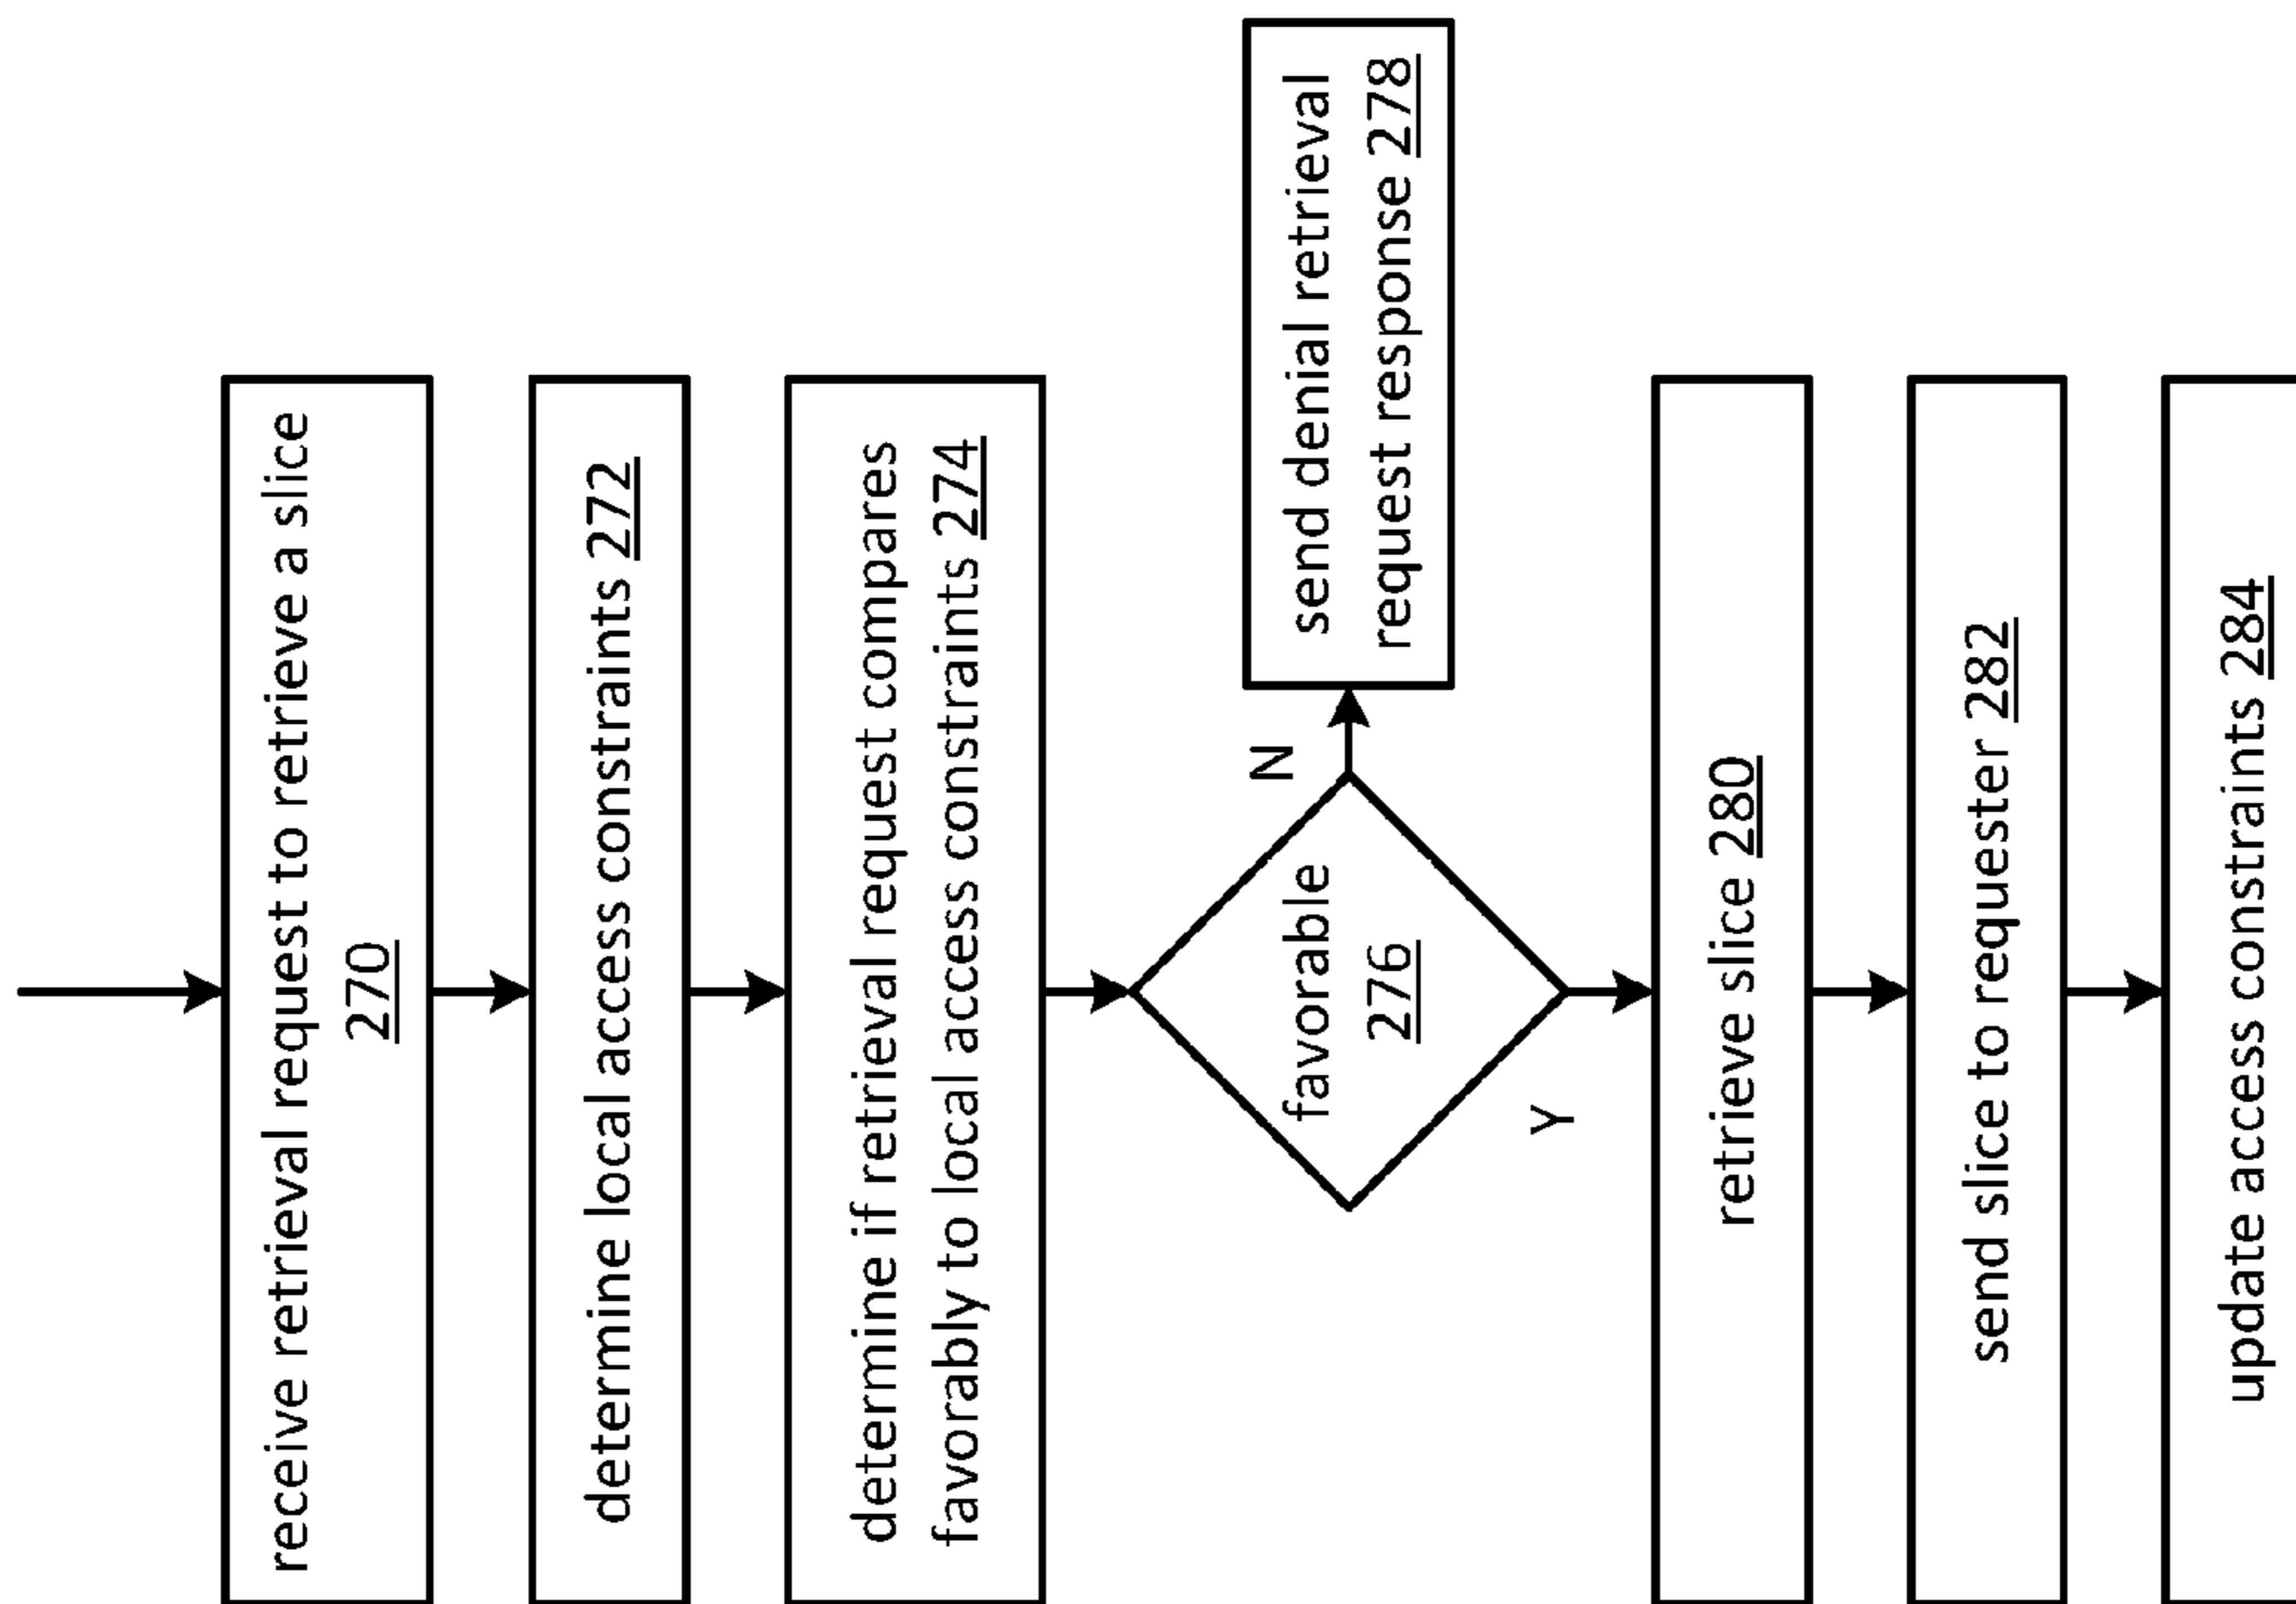 receive retrieval request to retrieve a slice
270
determine local access constraints 272
determine if retrieval request compares
favorably to local access constraints 274
favorable
276
N
send denial retrieval
request response 278
Y
retrieve slice 280
send slice to requester 282
update access constraints 284